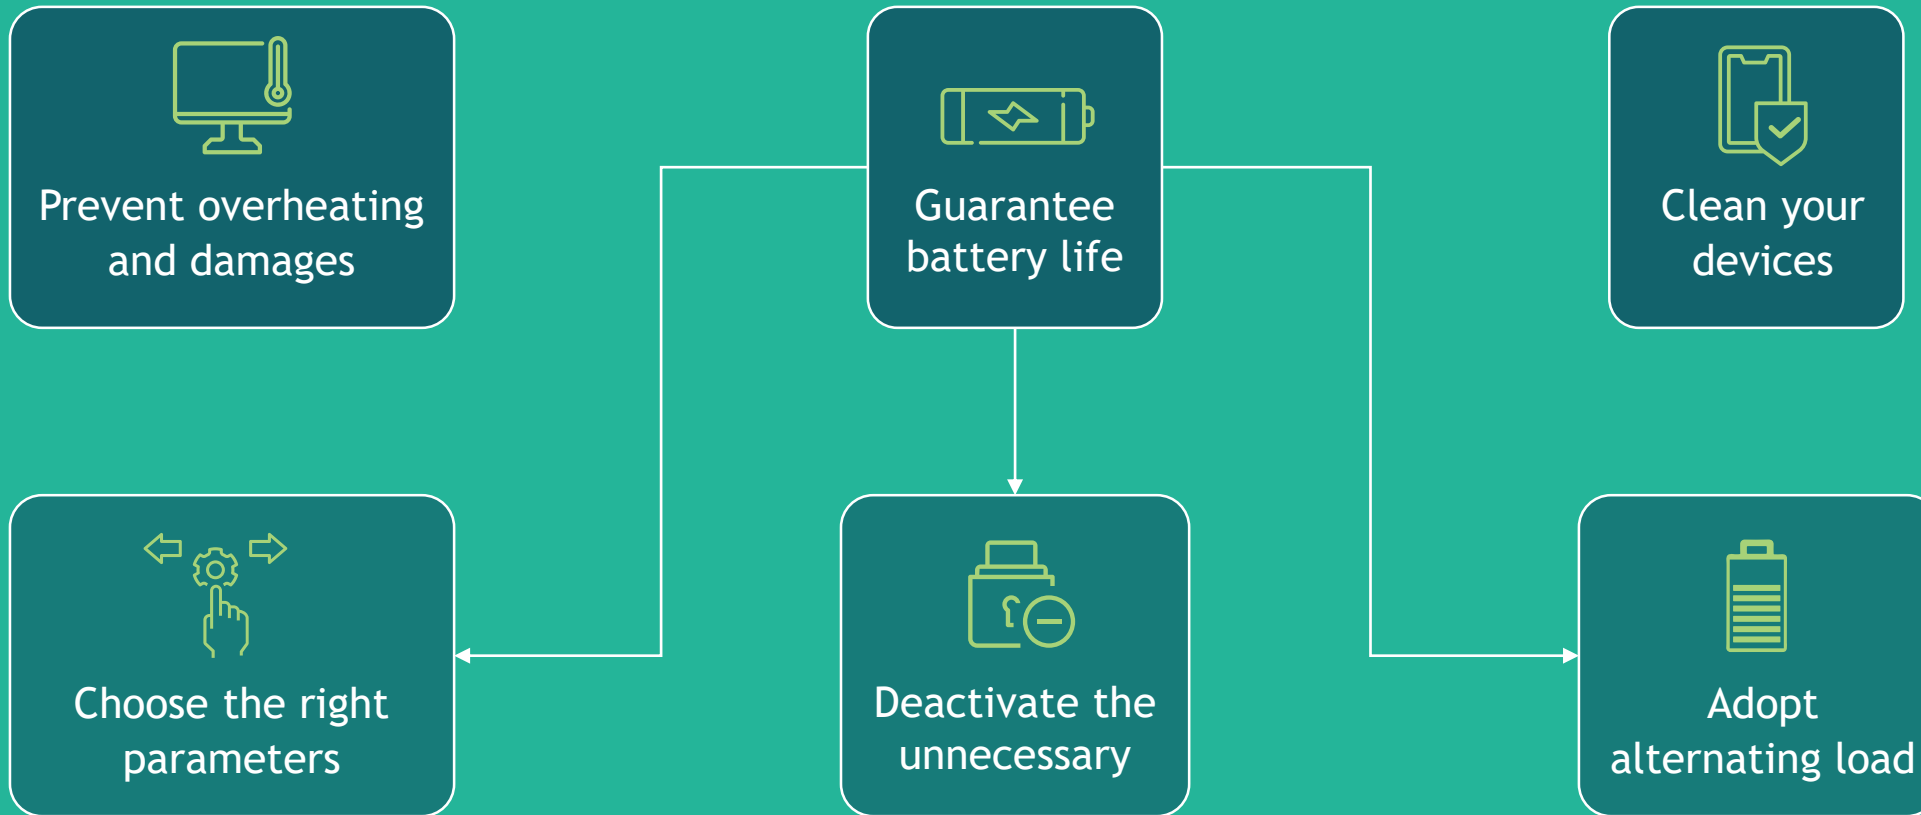 Prevent overheating
and damages
Guarantee
battery life
Clean your
devices
Choose the right
parameters
Deactivate the
unnecessary
Adopt
alternating load